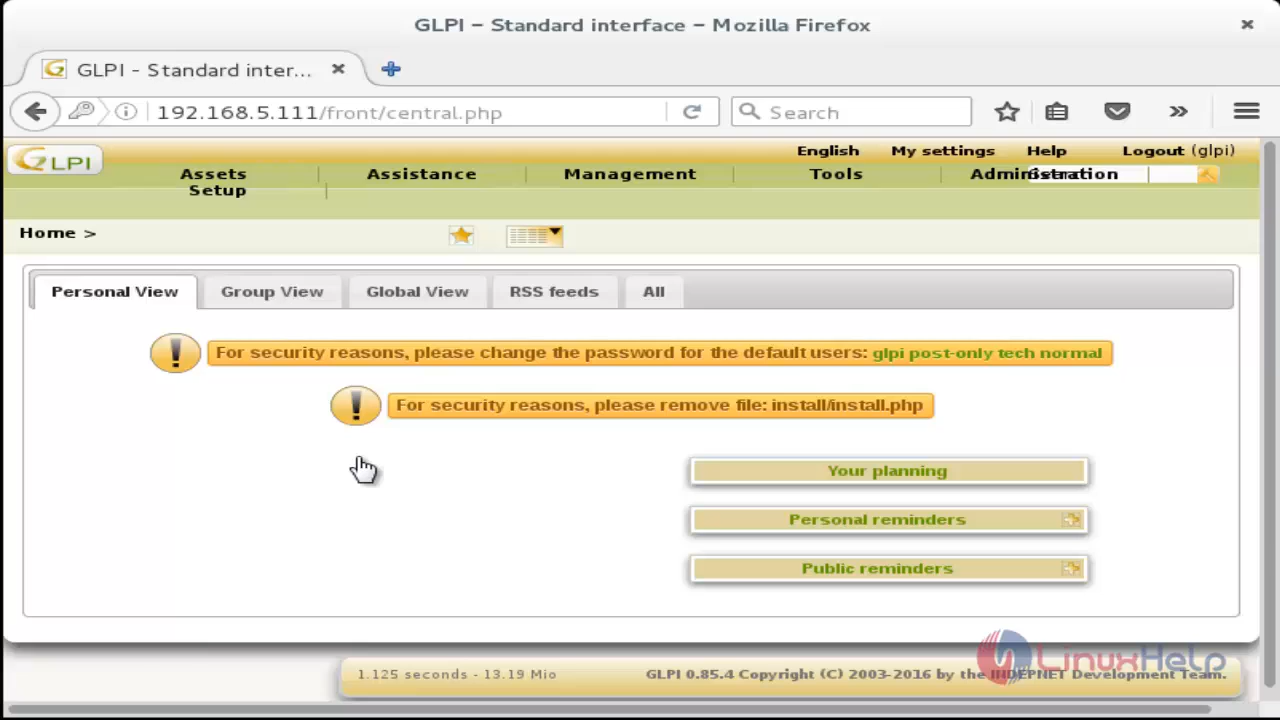 GLPI – Standard interface – Mozilla Firefox
GLPI – Standard inter...
192.168.5.111/front/central.php
Search
GLPI
English My settings Help Logout (glpi)
Assets Assistance Management Tools Administration
Setup
Home >
Personal View Group View Global View RSS feeds All
For security reasons, please change the password for the default users: glpi post-only tech normal
For security reasons, please remove file: install/install.php
Your planning
Personal reminders
Public reminders
LinuxHelp
1.125 seconds - 13.19 Mio GLPI 0.85.4 Copyright (C) 2003-2016 by the INDEPNET Development Team.